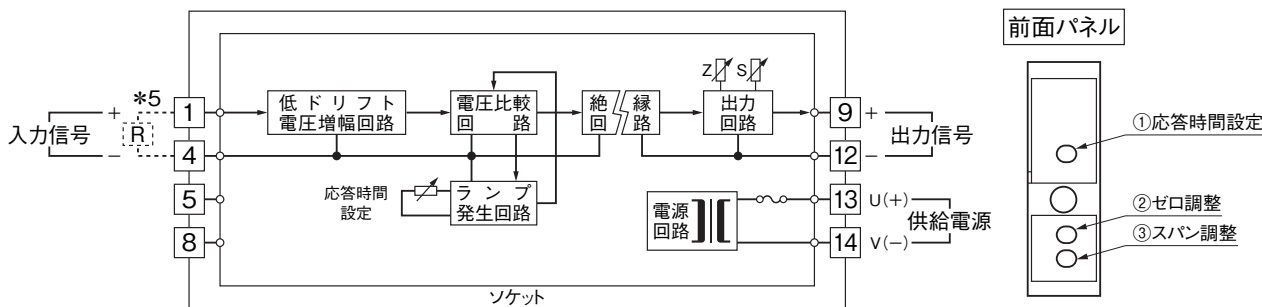 前面パネル
*5
入力信号
+
R
−
1
4
5
8
低ドリフト
電圧増幅回路
電圧比較
回路
絶縁
回路
Z
S
出力
回路
応答時間
設定
ランプ
発生回路
電源
回路
9
+
出力信号
12
−
13
U(+)
供給電源
14
V(−)
ソケット
①応答時間設定
②ゼロ調整
③スパン調整